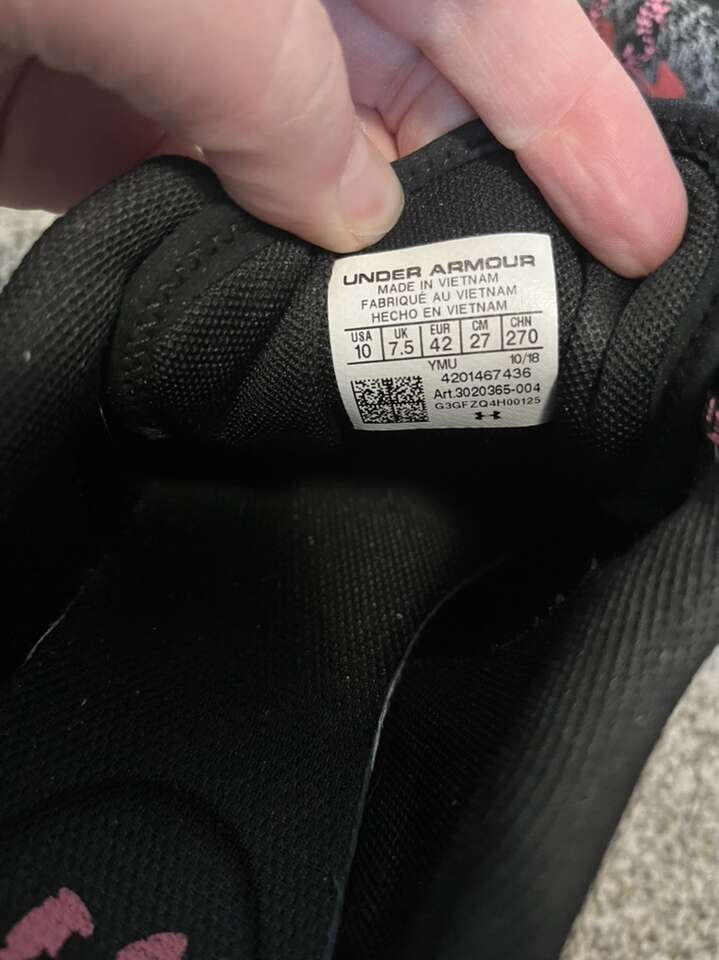 UNDER ARMOUR
MADE IN VIETNAM
FABRIQUÉ AU VIETNAM
HECHO EN VIETNAM
USA UK EUR CM CHN
10 7.5 42 27 270
YMU 10/18
4201467436
Art.3020365-004
G3GFZQ4H00125